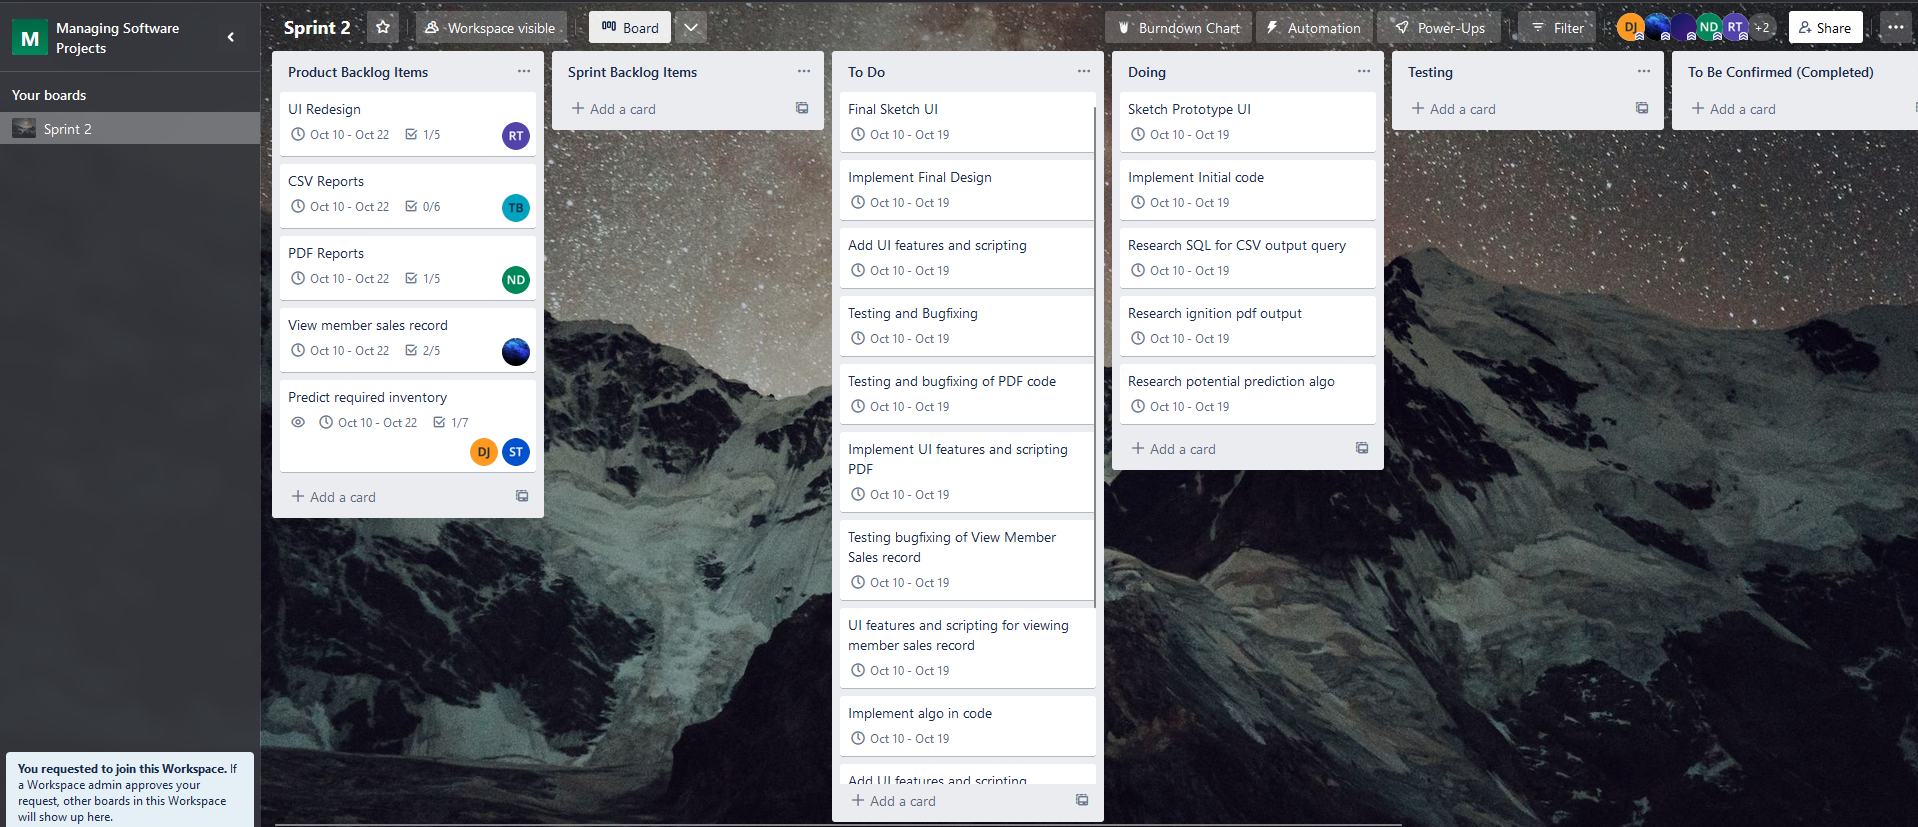 M
Managing Software
Projects
Your boards
Sprint 2
You requested to join this Workspace. If
a Workspace admin approves your
request, other boards in this Workspace
will show up here.
Sprint 2
Workspace visible
Board
Burndown Chart
Automation
Power-Ups
Filter
DJ
ND
RT
+2
Share
Product Backlog Items
UI Redesign
Oct 10 - Oct 22
1/5
RT
CSV Reports
Oct 10 - Oct 22
0/6
TB
PDF Reports
Oct 10 - Oct 22
1/5
ND
View member sales record
Oct 10 - Oct 22
2/5
Predict required inventory
Oct 10 - Oct 22
1/7
DJ
ST
+ Add a card
Sprint Backlog Items
+ Add a card
To Do
Final Sketch UI
Oct 10 - Oct 19
Implement Final Design
Oct 10 - Oct 19
Add UI features and scripting
Oct 10 - Oct 19
Testing and Bugfixing
Oct 10 - Oct 19
Testing and bugfixing of PDF code
Oct 10 - Oct 19
Implement UI features and scripting
PDF
Oct 10 - Oct 19
Testing bugfixing of View Member
Sales record
Oct 10 - Oct 19
UI features and scripting for viewing
member sales record
Oct 10 - Oct 19
Implement algo in code
Oct 10 - Oct 19
Add UI features and scripting
+ Add a card
Doing
Sketch Prototype UI
Oct 10 - Oct 19
Implement Initial code
Oct 10 - Oct 19
Research SQL for CSV output query
Oct 10 - Oct 19
Research ignition pdf output
Oct 10 - Oct 19
Research potential prediction algo
Oct 10 - Oct 19
+ Add a card
Testing
+ Add a card
To Be Confirmed (Completed)
+ Add a card